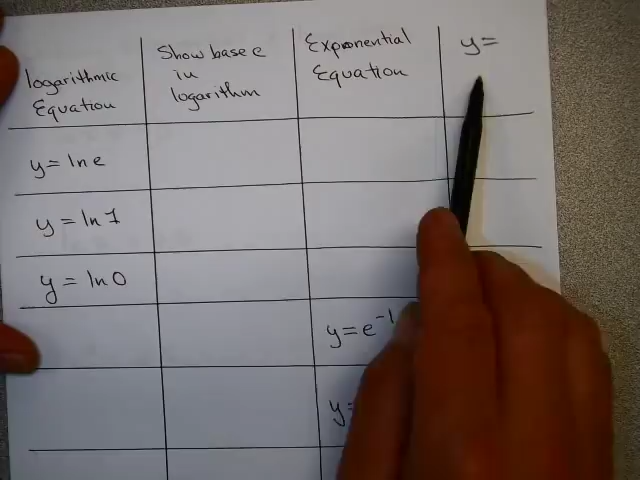 logarithmic
Equation
Show base e
in
logarithm
Exponential
Equation
y=
y = ln e
y = ln 1
y = ln 0
y = e⁻¹
y =